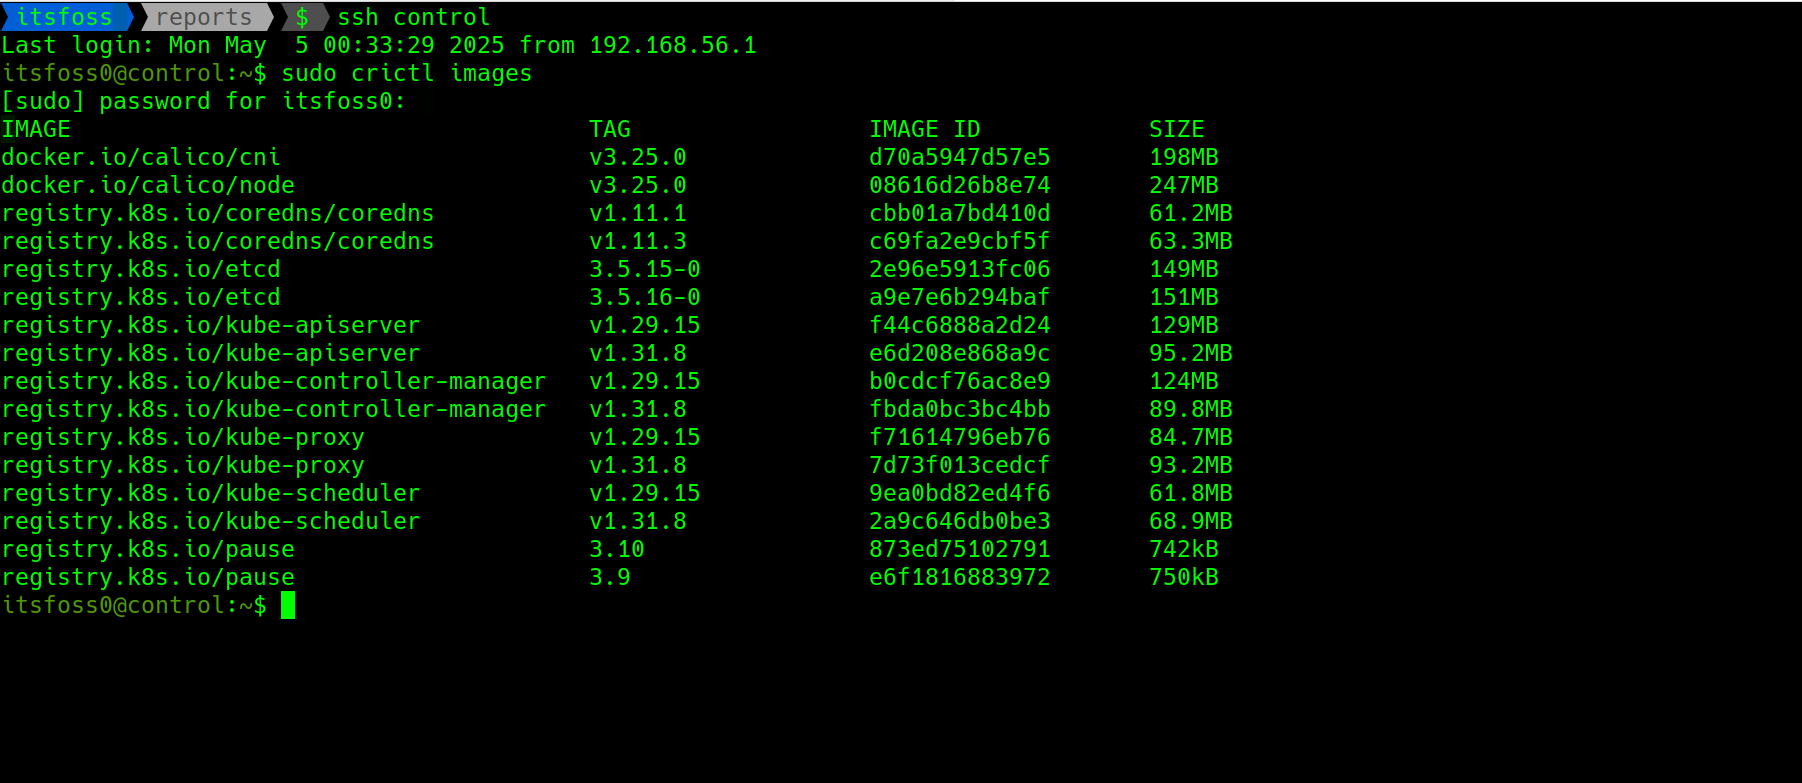 itsfoss reports $ ssh control
Last login: Mon May  5 00:33:29 2025 from 192.168.56.1
itsfoss0@control:~$ sudo crictl images
[sudo] password for itsfoss0:
IMAGE                                     TAG                 IMAGE ID            SIZE
docker.io/calico/cni                      v3.25.0             d70a5947d57e5       198MB
docker.io/calico/node                     v3.25.0             08616d26b8e74       247MB
registry.k8s.io/coredns/coredns           v1.11.1             cbb01a7bd410d       61.2MB
registry.k8s.io/coredns/coredns           v1.11.3             c69fa2e9cbf5f       63.3MB
registry.k8s.io/etcd                      3.5.15-0            2e96e5913fc06       149MB
registry.k8s.io/etcd                      3.5.16-0            a9e7e6b294baf       151MB
registry.k8s.io/kube-apiserver            v1.29.15            f44c6888a2d24       129MB
registry.k8s.io/kube-apiserver            v1.31.8             e6d208e868a9c       95.2MB
registry.k8s.io/kube-controller-manager   v1.29.15            b0cdcf76ac8e9       124MB
registry.k8s.io/kube-controller-manager   v1.31.8             fbda0bc3bc4bb       89.8MB
registry.k8s.io/kube-proxy                v1.29.15            f71614796eb76       84.7MB
registry.k8s.io/kube-proxy                v1.31.8             7d73f013cedcf       93.2MB
registry.k8s.io/kube-scheduler            v1.29.15            9ea0bd82ed4f6       61.8MB
registry.k8s.io/kube-scheduler            v1.31.8             2a9c646db0be3       68.9MB
registry.k8s.io/pause                     3.10                873ed75102791       742kB
registry.k8s.io/pause                     3.9                 e6f1816883972       750kB
itsfoss0@control:~$